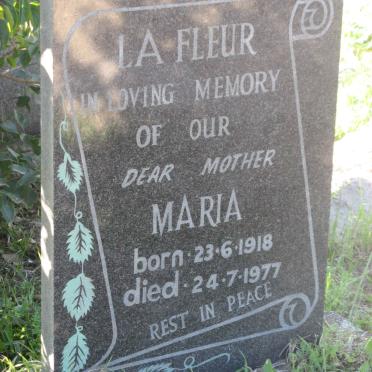 LA FLEUR
IN LOVING MEMORY
OF OUR
DEAR MOTHER
MARIA
born · 23·6·1918
died · 24·7·1977
REST IN PEACE